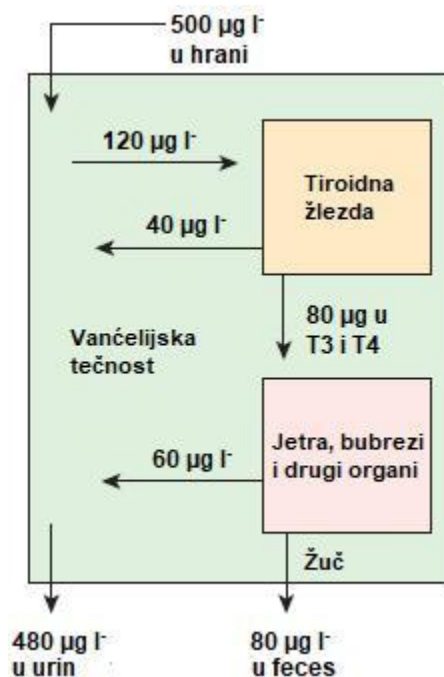 500 µg I⁻
u hrani
120 µg I⁻
Tiroidna
žlezda
40 µg I⁻
80 µg u
T3 i T4
Vanćelijska
tečnost
Jetra, bubrezi
i drugi organi
60 µg I⁻
Žuč
480 µg I⁻
u urin
80 µg I⁻
u feces